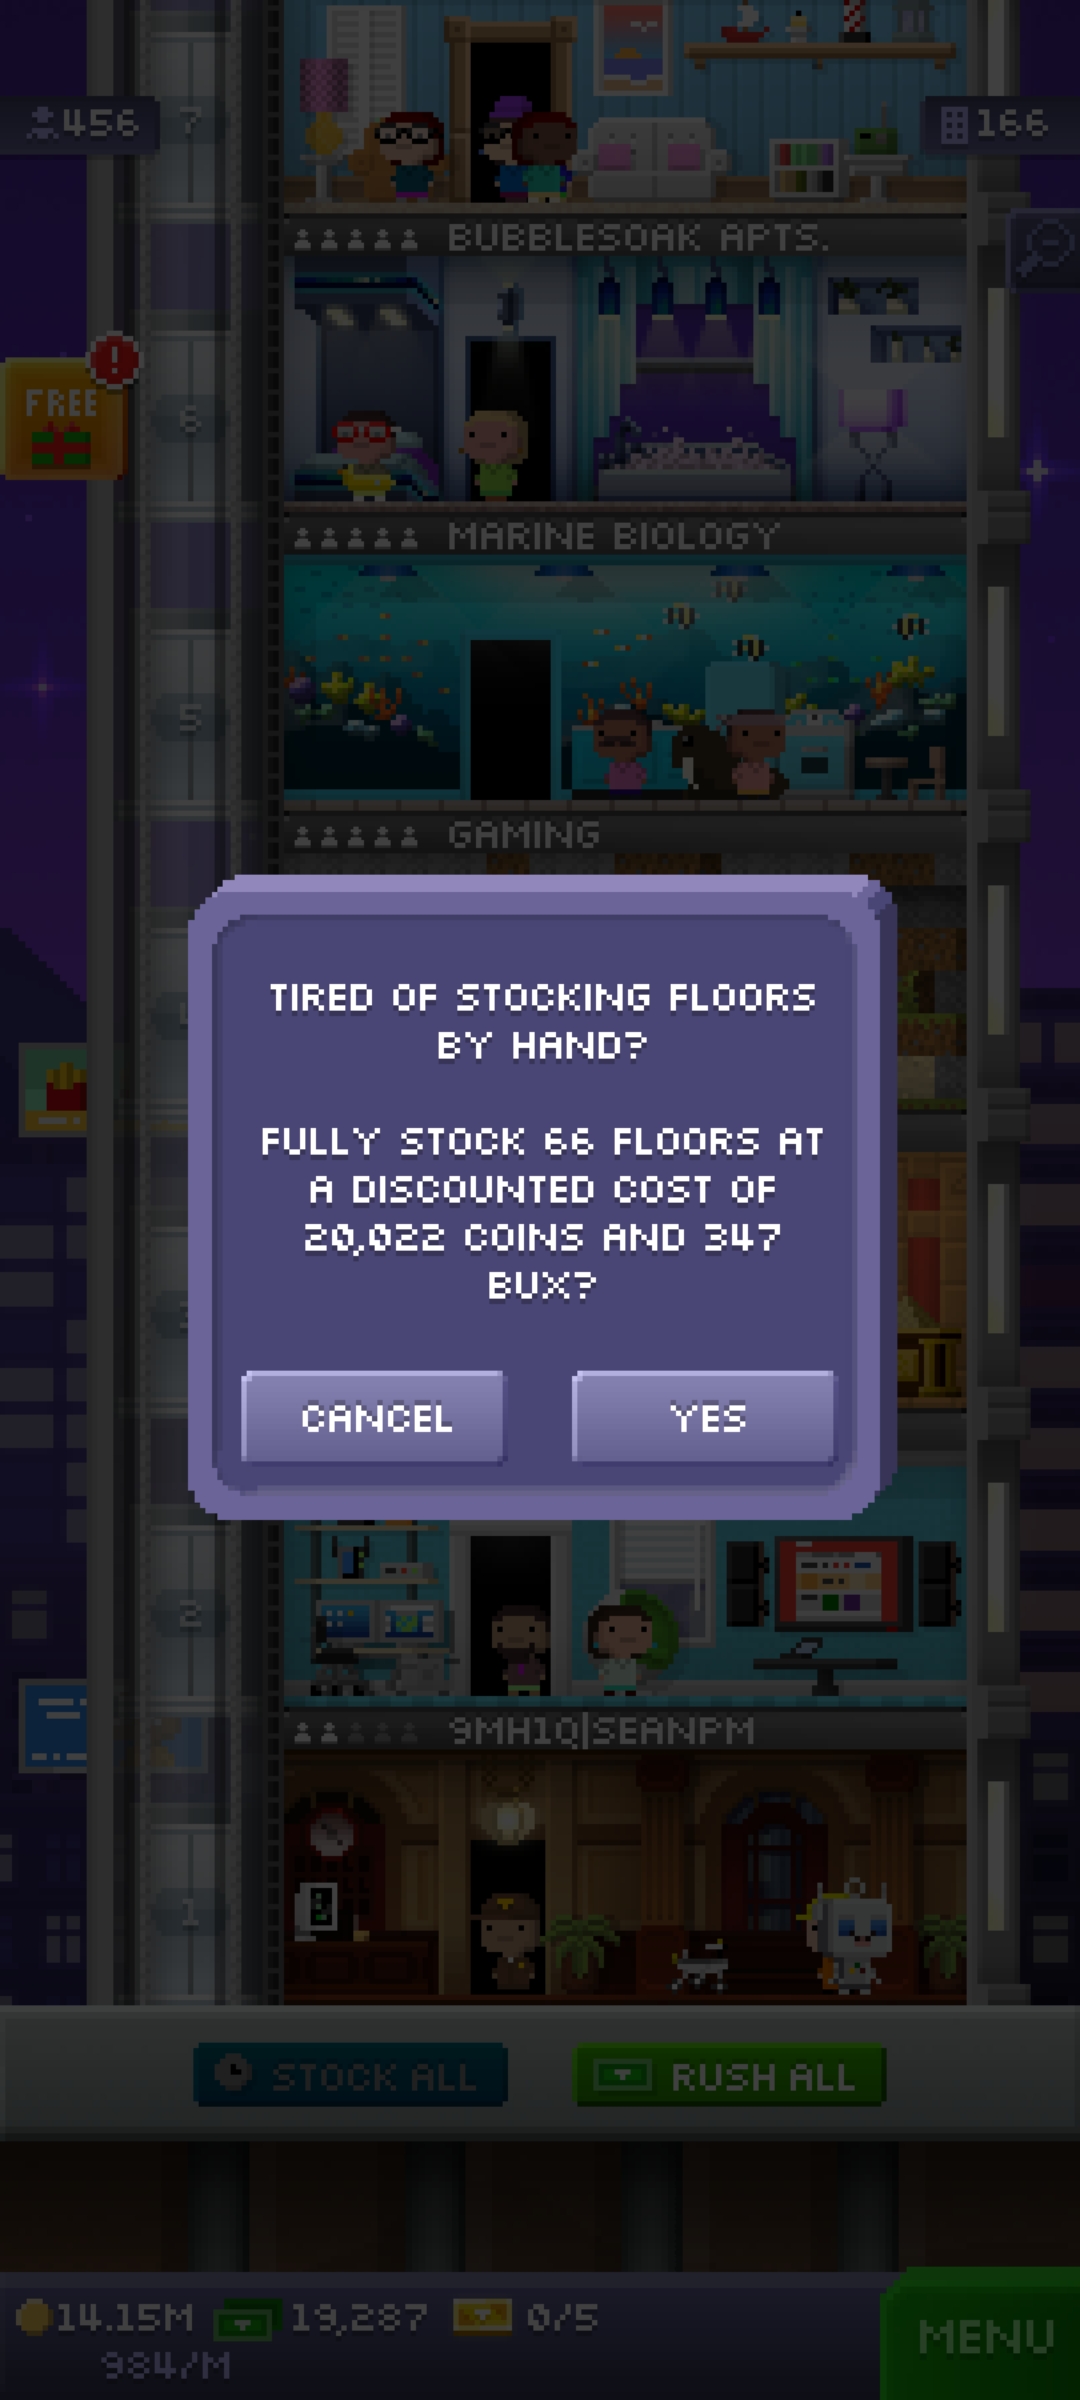 456
7
166
BUBBLESOAK APTS.
FREE
!
6
MARINE BIOLOGY
5
GAMING
TIRED OF STOCKING FLOORS
BY HAND?
FULLY STOCK 66 FLOORS AT
A DISCOUNTED COST OF
20,022 COINS AND 347
BUX?
CANCEL
YES
2
9MH1Q|SEANPM
1
STOCK ALL
RUSH ALL
14.15M
19,287
0/5
984/M
MENU